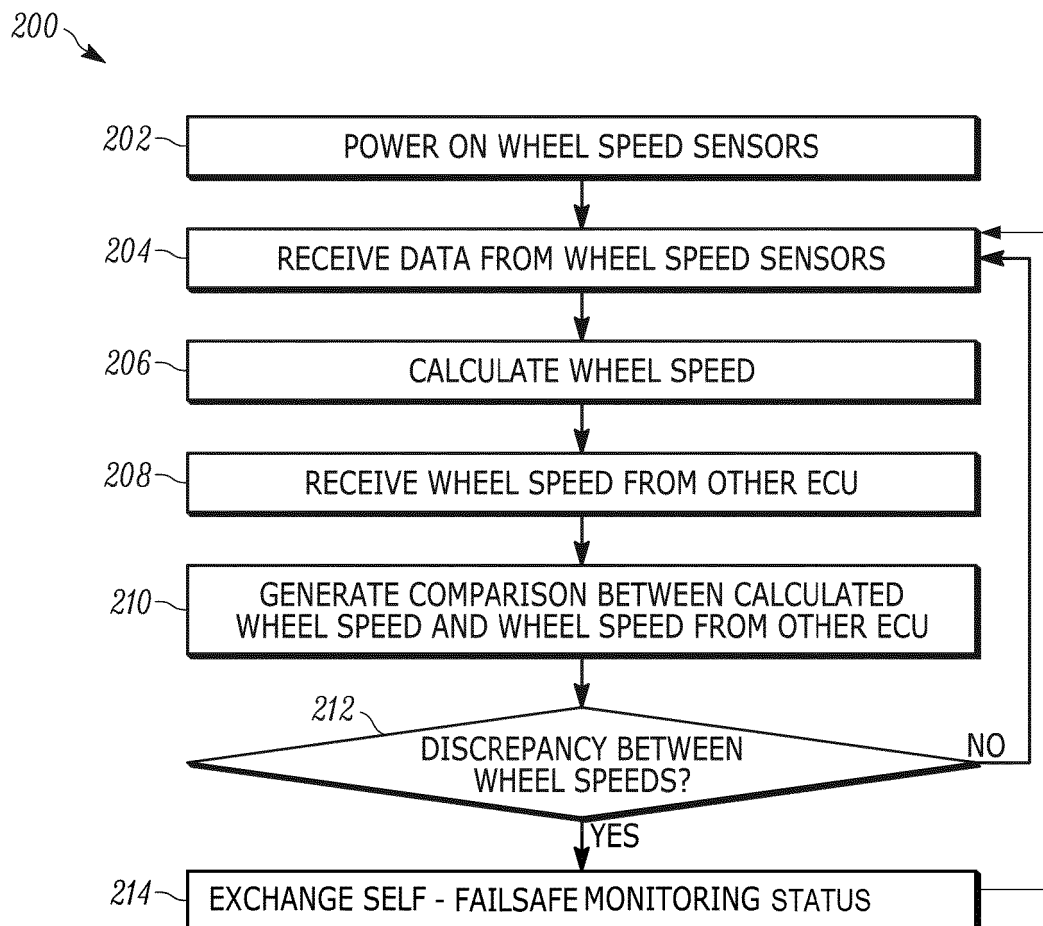 200
202
POWER ON WHEEL SPEED SENSORS
204
RECEIVE DATA FROM WHEEL SPEED SENSORS
206
CALCULATE WHEEL SPEED
208
RECEIVE WHEEL SPEED FROM OTHER ECU
210
GENERATE COMPARISON BETWEEN CALCULATED
WHEEL SPEED AND WHEEL SPEED FROM OTHER ECU
212
DISCREPANCY BETWEEN
WHEEL SPEEDS?
NO
YES
214
EXCHANGE SELF - FAILSAFE MONITORING STATUS